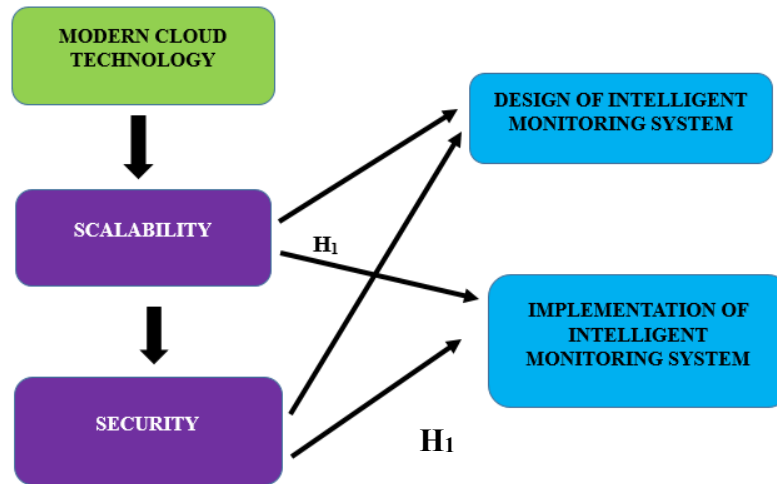 MODERN CLOUD
TECHNOLOGY
DESIGN OF INTELLIGENT
MONITORING SYSTEM
SCALABILITY
H₁
IMPLEMENTATION OF
INTELLIGENT
MONITORING SYSTEM
SECURITY
H₁